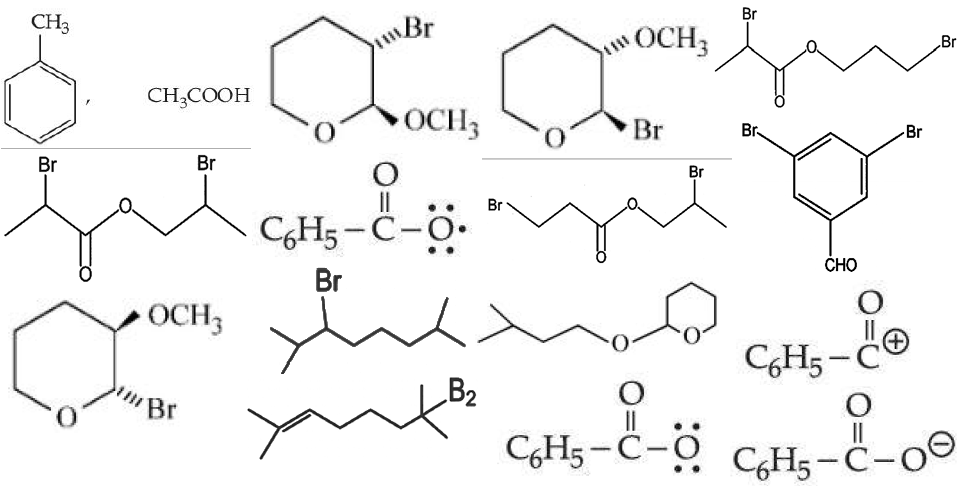 CH₃
, CH₃COOH
Br
O OCH₃
OCH₃
O Br
Br Br
O
O
Br Br
O
O
O
C₆H₅–C–O
Br
Br
O
O
Br Br
CHO
OCH₃
O Br
Br
O O
O
C₆H₅–C⊕
B₂
O
C₆H₅–C–O
O
C₆H₅–C–O⊖